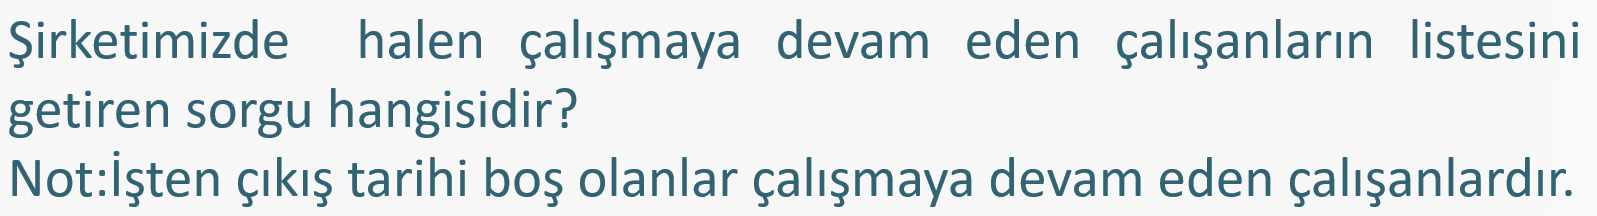 Şirketimizde halen çalışmaya devam eden çalışanların listesini
getiren sorgu hangisidir?
Not:İşten çıkış tarihi boş olanlar çalışmaya devam eden çalışanlardır.